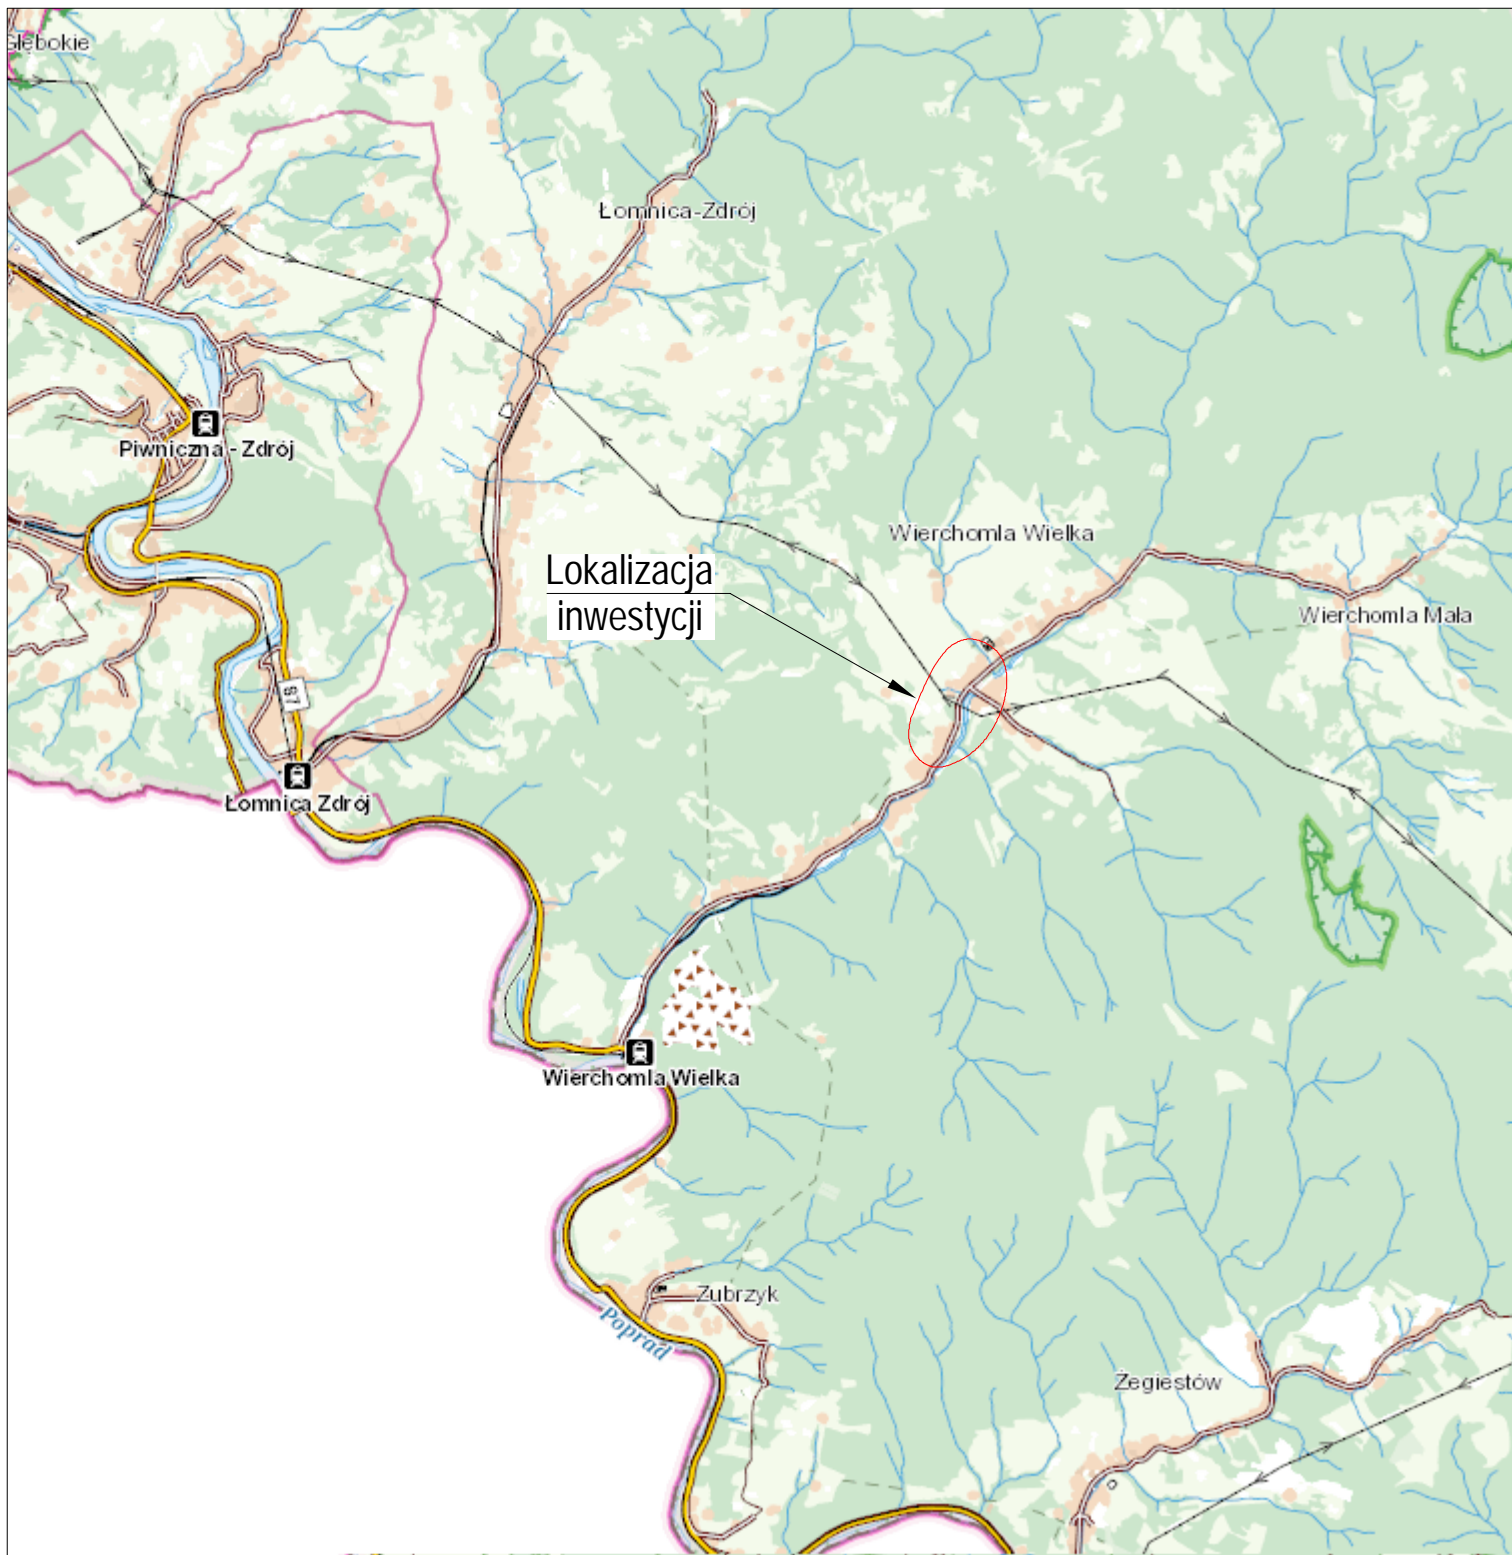 Głębokie
Łomnica-Zdrój
Piwniczna - Zdrój
Wierchomla Wielka
Lokalizacja
inwestycji
Wierchomla Mała
87
Łomnica Zdrój
Wierchomla Wielka
Zubrzyk
Poprad
Żegiestów